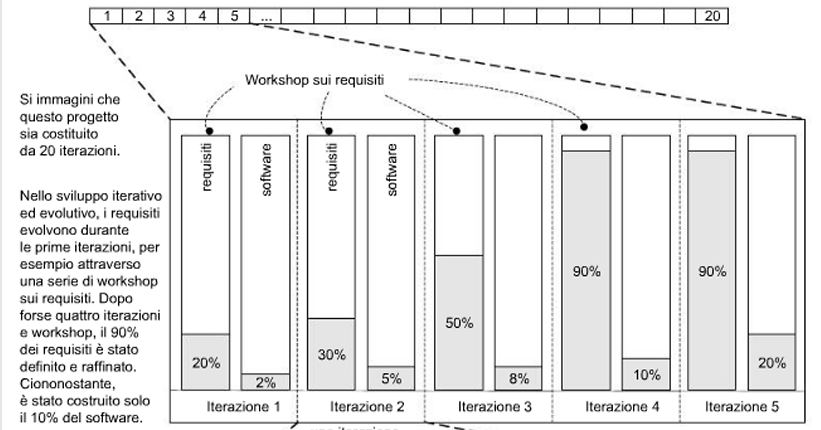 1 2 3 4 5 ... 20
Workshop sui requisiti
Si immagini che
questo progetto
sia costituito
da 20 iterazioni.
Nello sviluppo iterativo
ed evolutivo, i requisiti
evolvono durante
le prime iterazioni, per
esempio attraverso
una serie di workshop
sui requisiti. Dopo
forse quattro iterazioni
e workshop, il 90%
dei requisiti è stato
definito e raffinato.
Ciononostante,
è stato costruito solo
il 10% del software.
requisiti
software
requisiti
software
20%
2%
30%
5%
50%
8%
90%
10%
90%
20%
Iterazione 1
Iterazione 2
Iterazione 3
Iterazione 4
Iterazione 5